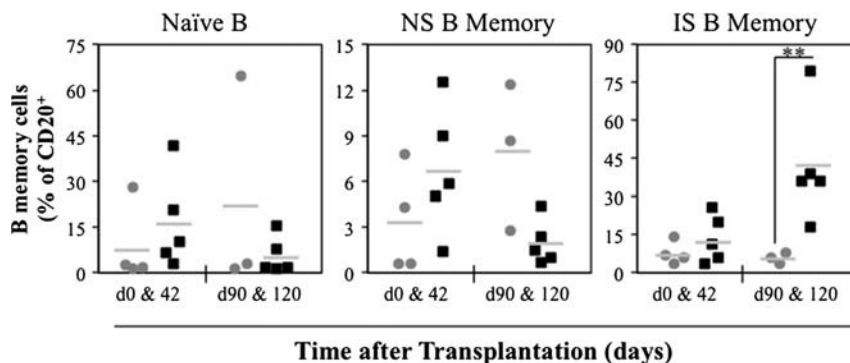 Naïve B
NS B Memory
IS B Memory
B memory cells
(% of CD20⁺
75
60
45
30
15
0
15
12
9
6
3
0
90
75
60
45
30
15
0
**
d0 & 42
d90 & 120
d0 & 42
d90 & 120
d0 & 42
d90 & 120
Time after Transplantation (days)